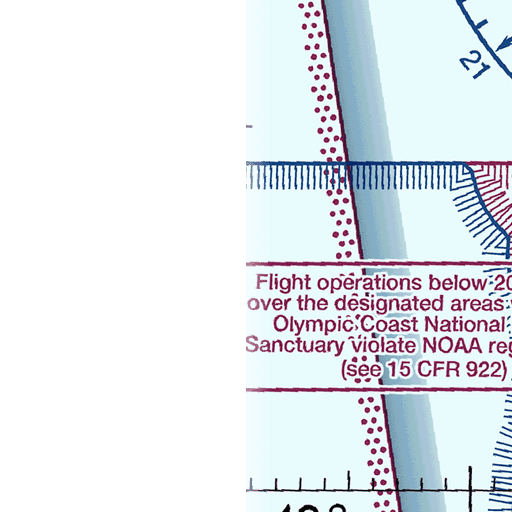 21
Flight operations below 20
over the designated areas
Olympic Coast National
Sanctuary violate NOAA reg
(see 15 CFR 922)